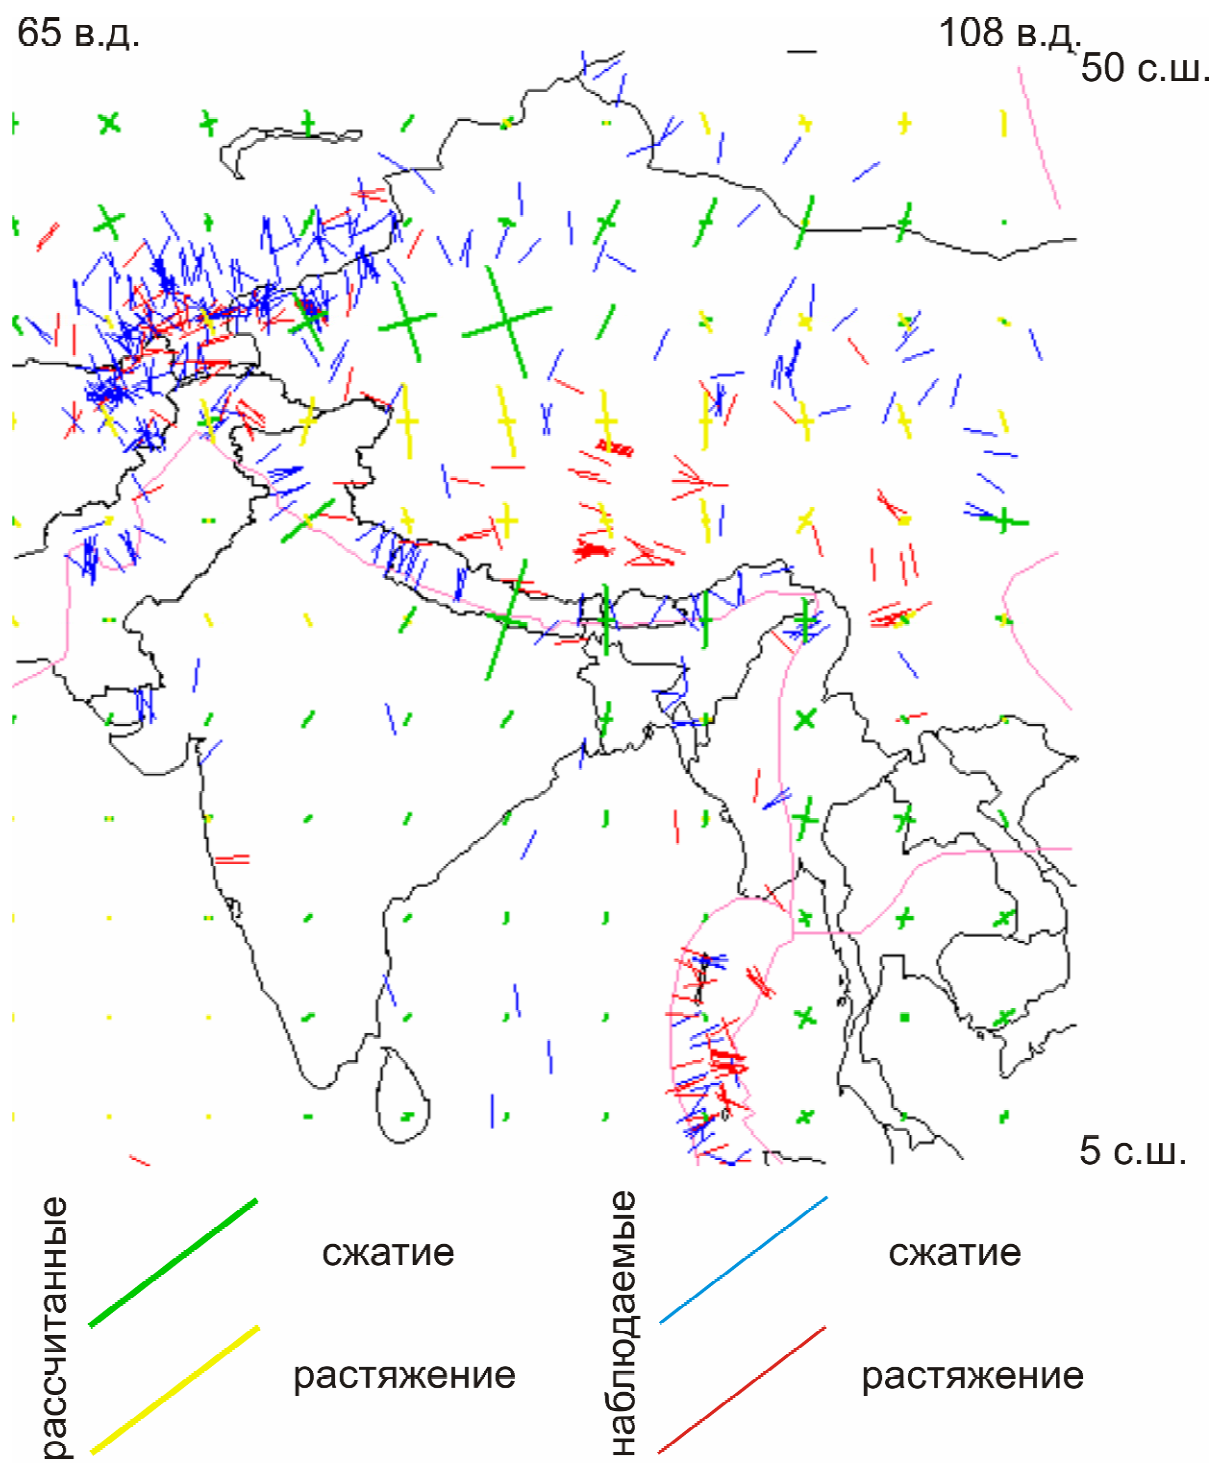 65 в.д.
108 в.д.
50 с.ш.
5 с.ш.
рассчитанные
сжатие
растяжение
наблюдаемые
сжатие
растяжение